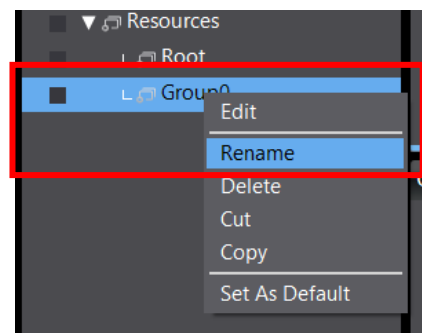 Resources
Root
Group0
Edit
Rename
Delete
Cut
Copy
Set As Default